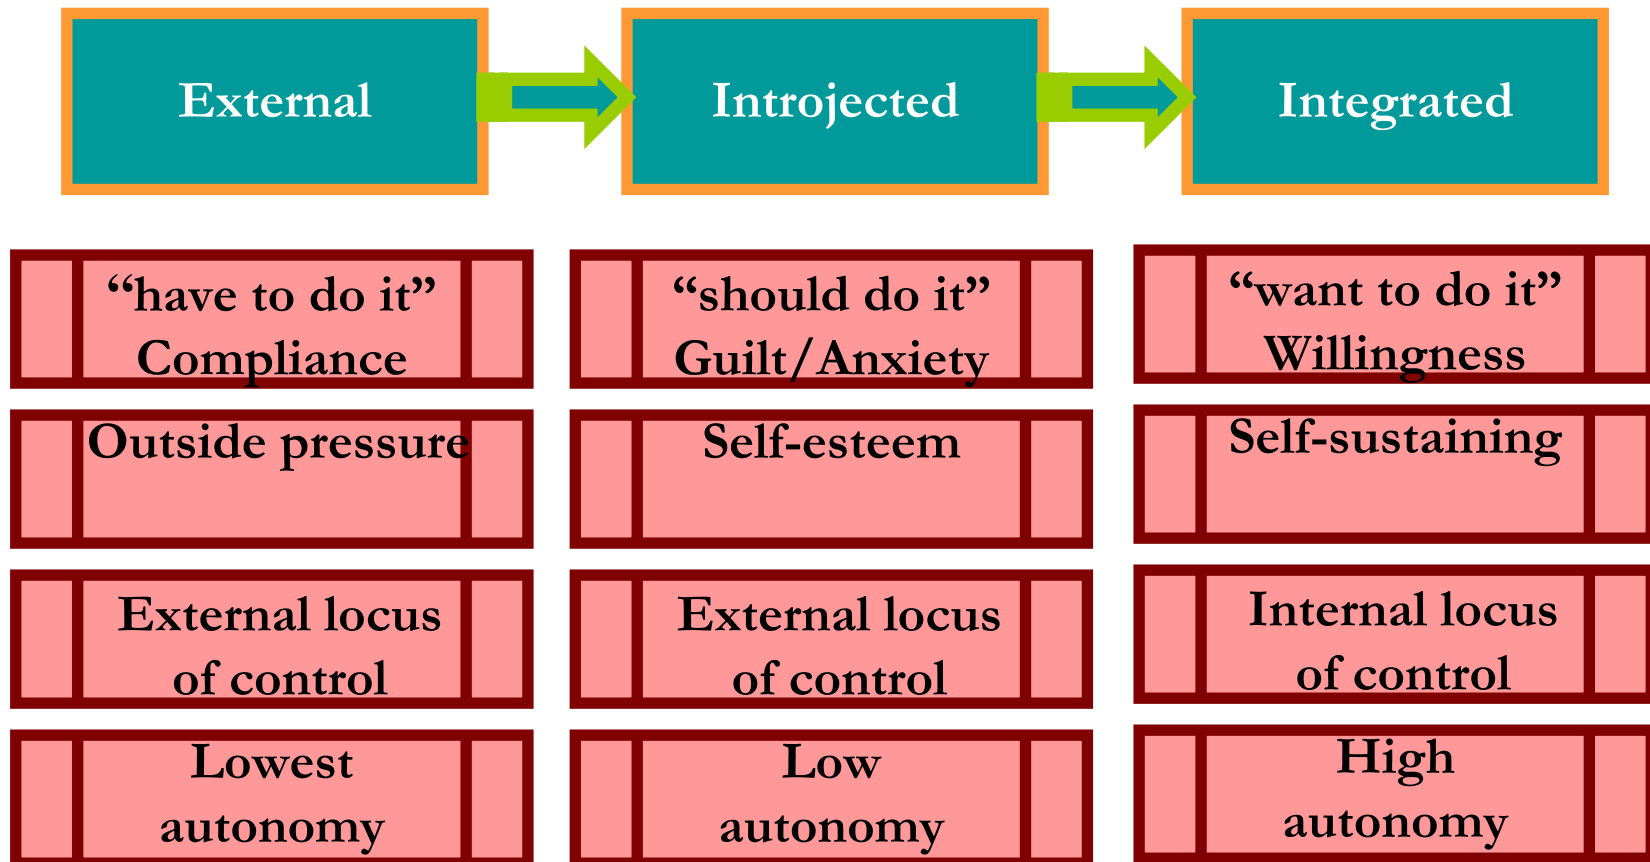 External
Introjected
Integrated
“have to do it”
Compliance
“should do it”
Guilt/Anxiety
“want to do it”
Willingness
Outside pressure
Self-esteem
Self-sustaining
External locus
of control
External locus
of control
Internal locus
of control
Lowest
autonomy
Low
autonomy
High
autonomy